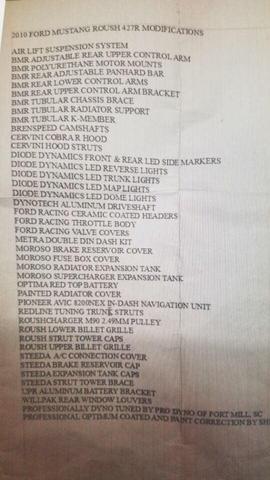 2010 FORD MUSTANG ROUSH 427R MODIFICATIONS
AIR LIFT SUSPENSION SYSTEM
BMR ADJUSTABLE REAR UPPER CONTROL ARM
BMR POLYURETHANE MOTOR MOUNTS
BMR REAR ADJUSTABLE PANHARD BAR
BMR REAR LOWER CONTROL ARMS
BMR REAR UPPER CONTROL ARM BRACKET
BMR TUBULAR CHASSIS BRACE
BMR TUBULAR RADIATOR SUPPORT
BMR TUBULAR K-MEMBER
BRENSPEED CAMSHAFTS
CERVINI COBRA R HOOD
CERVINI HOOD STRUTS
DIODE DYNAMICS FRONT & REAR LED SIDE MARKERS
DIODE DYNAMICS LED REVERSE LIGHTS
DIODE DYNAMICS LED TRUNK LIGHTS
DIODE DYNAMICS LED MAP LIGHTS
DIODE DYNAMICS LED DOME LIGHTS
DYNOTECH ALUMINUM DRIVESHAFT
FORD RACING CERAMIC COATED HEADERS
FORD RACING THROTTLE BODY
FORD RACING VALVE COVERS
METRA DOUBLE DIN DASH KIT
MOROSO BRAKE RESERVOIR COVER
MOROSO FUSE BOX COVER
MOROSO RADIATOR EXPANSION TANK
MOROSO SUPERCHARGER EXPANSION TANK
OPTIMA RED TOP BATTERY
PAINTED RADIATOR COVER
PIONEER AVIC 8200NEX IN-DASH NAVIGATION UNIT
REDLINE TUNING TRUNK STRUTS
ROUSHCHARGER M90 2.49MM PULLEY
ROUSH LOWER BILLET GRILLE
ROUSH STRUT TOWER CAPS
ROUSH UPPER BILLET GRILLE
STEEDA A/C CONNECTION COVER
STEEDA BRAKE RESERVOIR CAP
STEEDA EXPANSION TANK CAPS
STEEDA STRUT TOWER BRACE
UPR ALUMINUM BATTERY BRACKET
WILLPAK REAR WINDOW LOUVERS
PROFESSIONALLY DYNO TUNED BY PRO DYNO OF FORT MILL, SC
PROFESSIONAL OPTIMUM COATED AND PAINT CORRECTION BY